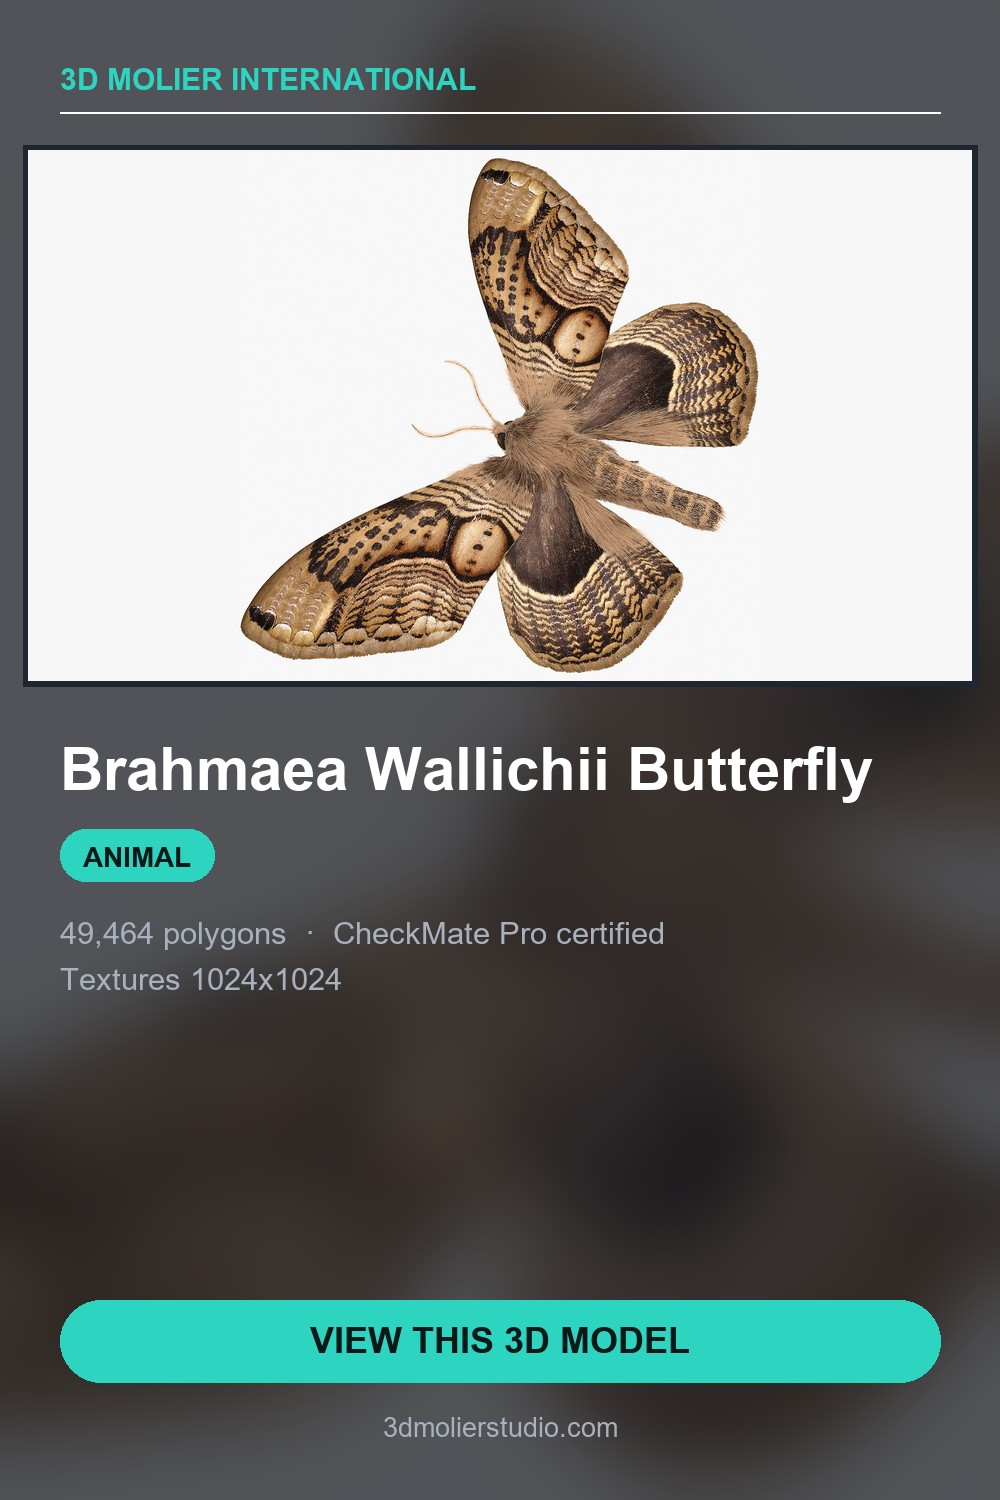 3D MOLIER INTERNATIONAL
Brahmaea Wallichii Butterfly
ANIMAL
49,464 polygons · CheckMate Pro certified
Textures 1024x1024
VIEW THIS 3D MODEL
3dmolierstudio.com